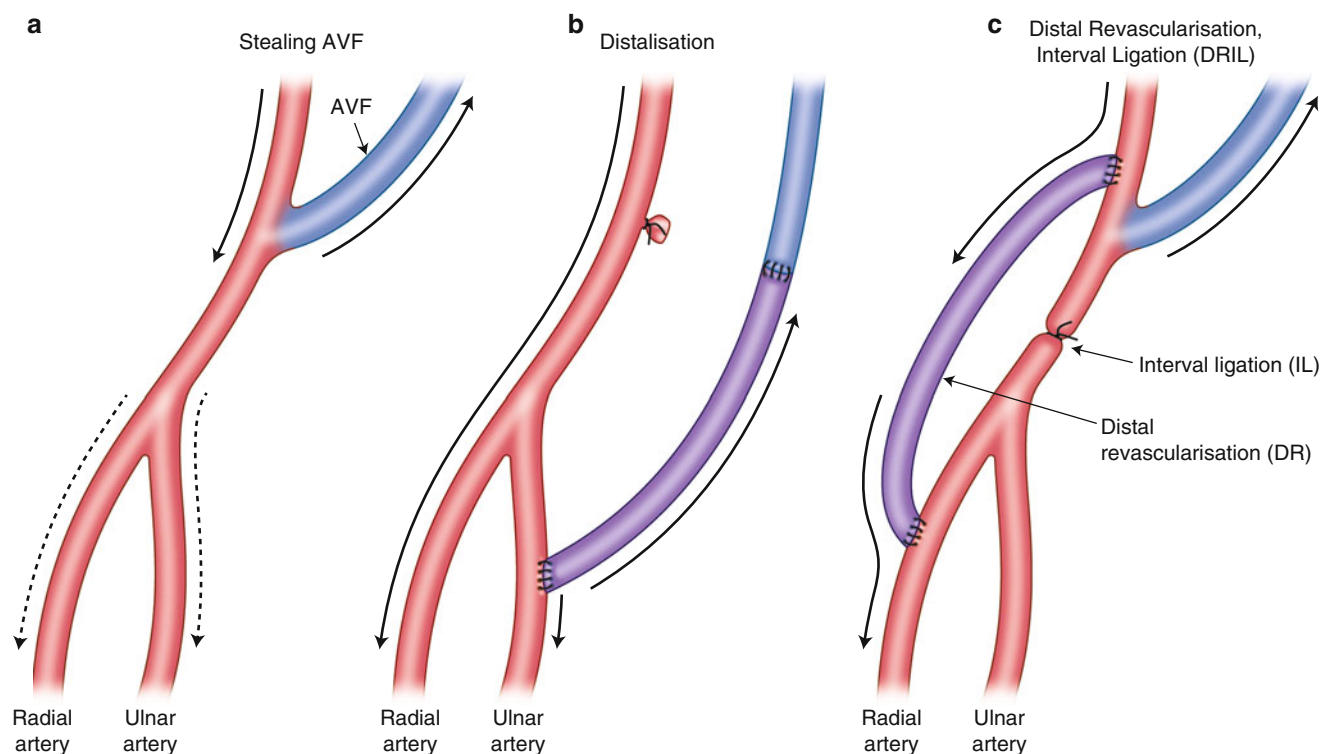 a
Stealing AVF
AVF
Radial
artery
Ulnar
artery
b
Distalisation
Radial
artery
Ulnar
artery
c
Distal Revascularisation,
Interval Ligation (DRIL)
Interval ligation (IL)
Distal
revascularisation (DR)
Radial
artery
Ulnar
artery